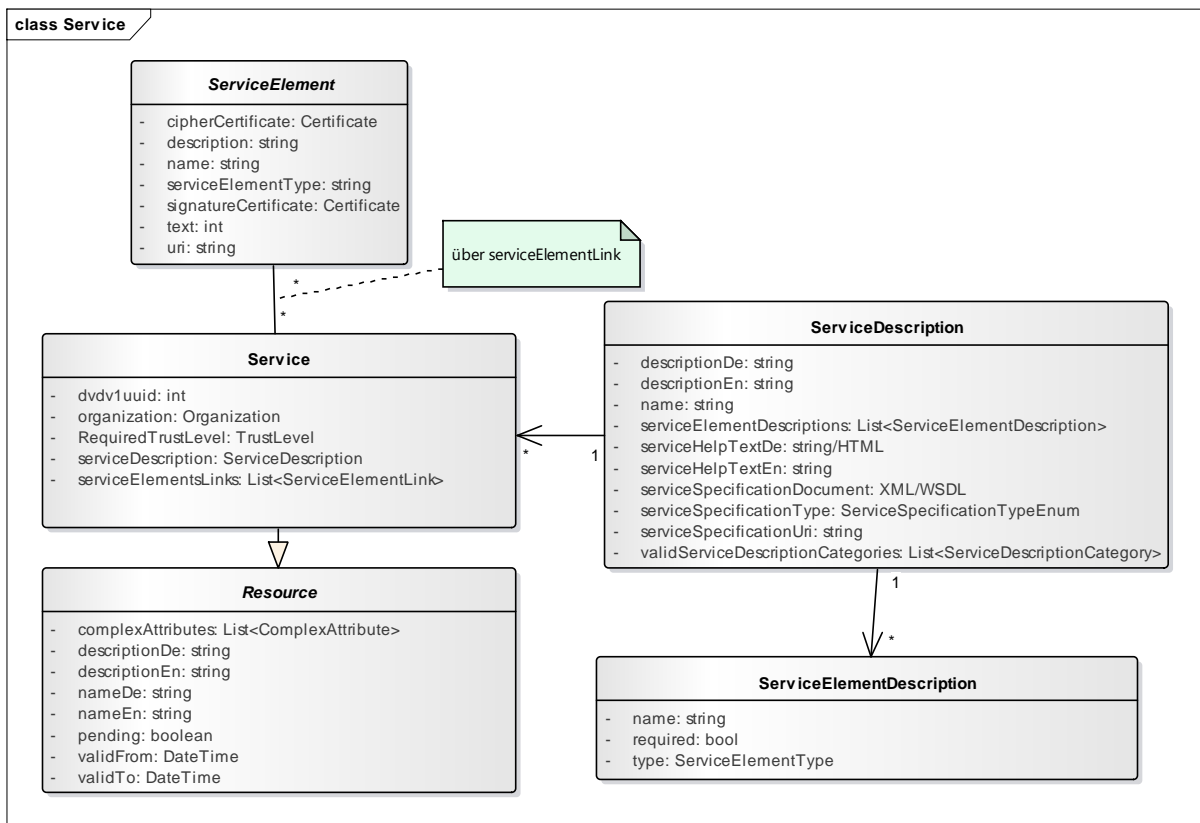 class Service
ServiceElement
- cipherCertificate: Certificate
- description: string
- name: string
- serviceElementType: string
- signatureCertificate: Certificate
- text: int
- uri: string
über serviceElementLink
*
*
Service
- dvdv1uuid: int
- organization: Organization
- RequiredTrustLevel: TrustLevel
- serviceDescription: ServiceDescription
- serviceElementsLinks: List<ServiceElementLink>
*
1
ServiceDescription
- descriptionDe: string
- descriptionEn: string
- name: string
- serviceElementDescriptions: List<ServiceElementDescription>
- serviceHelpTextDe: string/HTML
- serviceHelpTextEn: string
- serviceSpecificationDocument: XML/WSDL
- serviceSpecificationType: ServiceSpecificationTypeEnum
- serviceSpecificationUri: string
- validServiceDescriptionCategories: List<ServiceDescriptionCategory>
1
*
Resource
- complexAttributes: List<ComplexAttribute>
- descriptionDe: string
- descriptionEn: string
- nameDe: string
- nameEn: string
- pending: boolean
- validFrom: DateTime
- validTo: DateTime
ServiceElementDescription
- name: string
- required: bool
- type: ServiceElementType